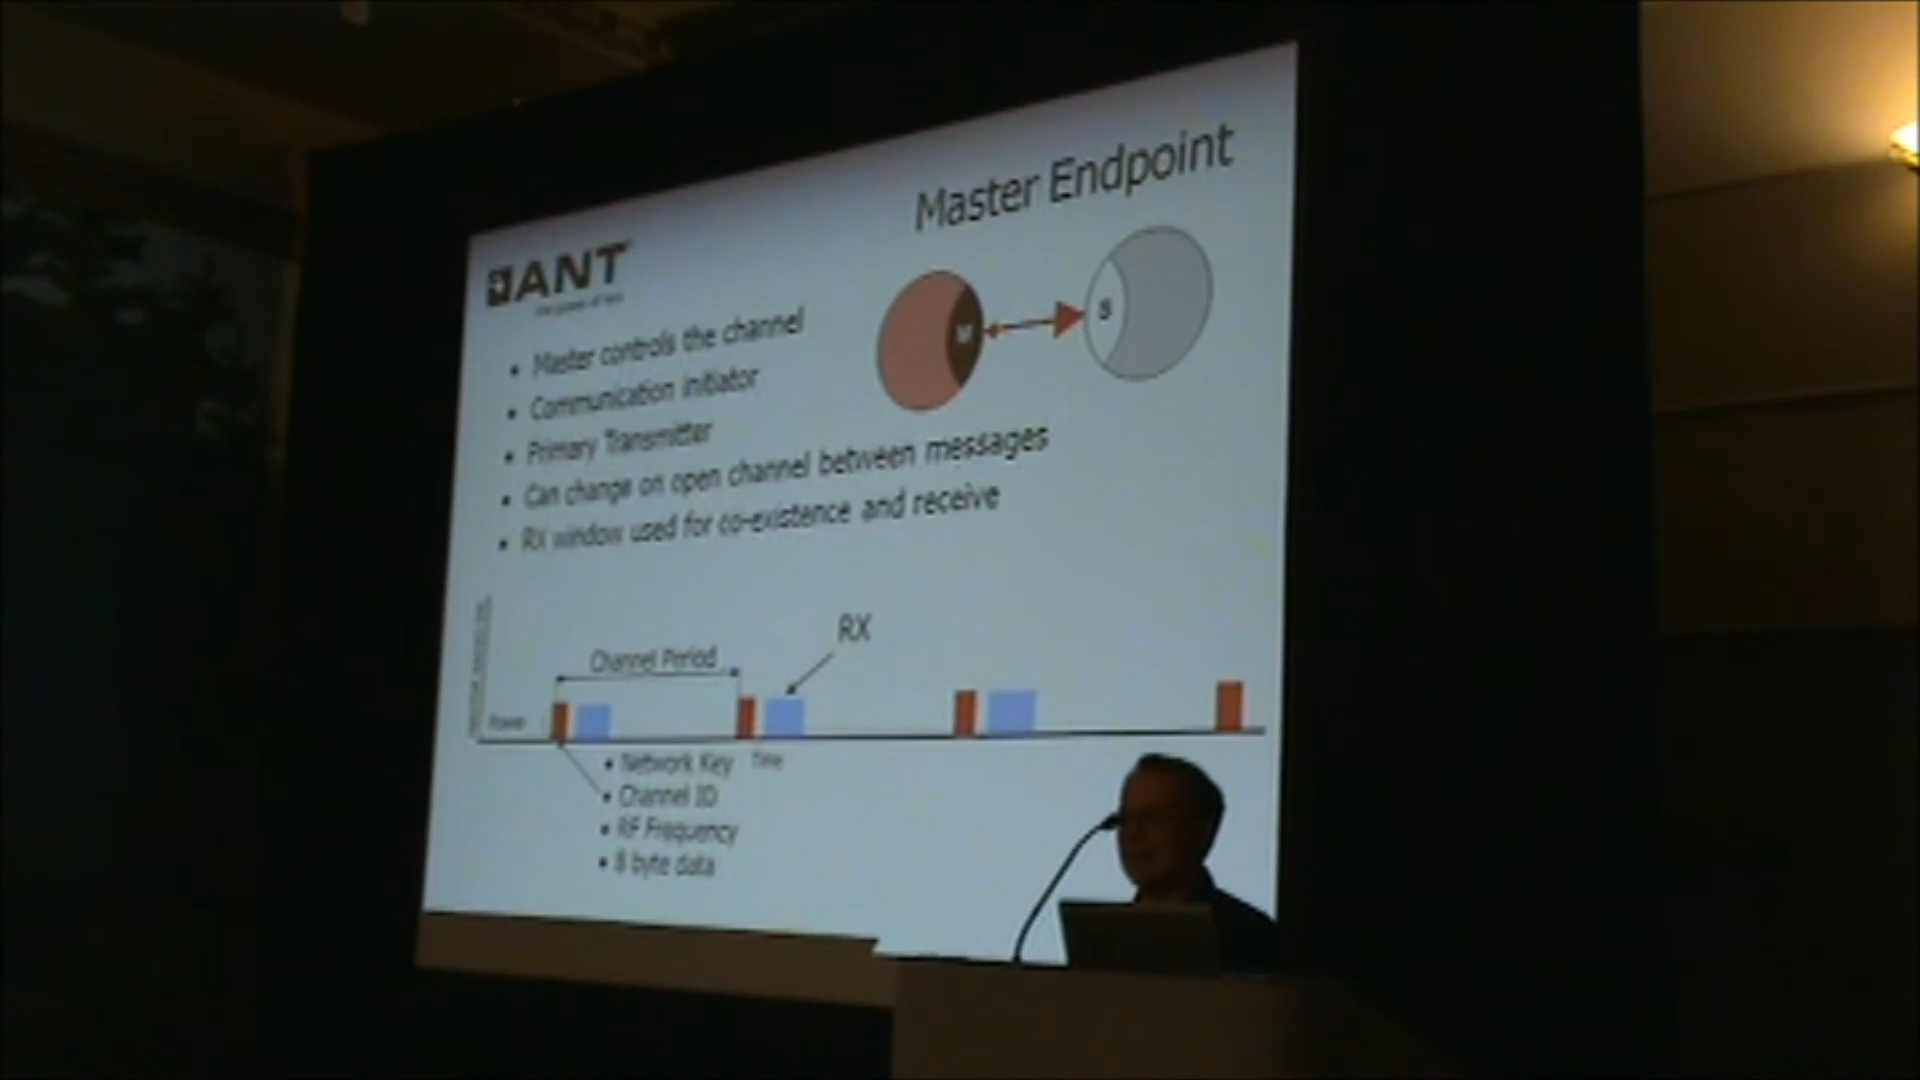 Master Endpoint
ANT
M
S
• Master controls the channel
• Communication initiator
• Primary Transmitter
• Can change on open channel between messages
• RX window used for co-existence and receive
RX
Channel Period
Power
Time
• Network Key
• Channel ID
• RF Frequency
• 8 byte data